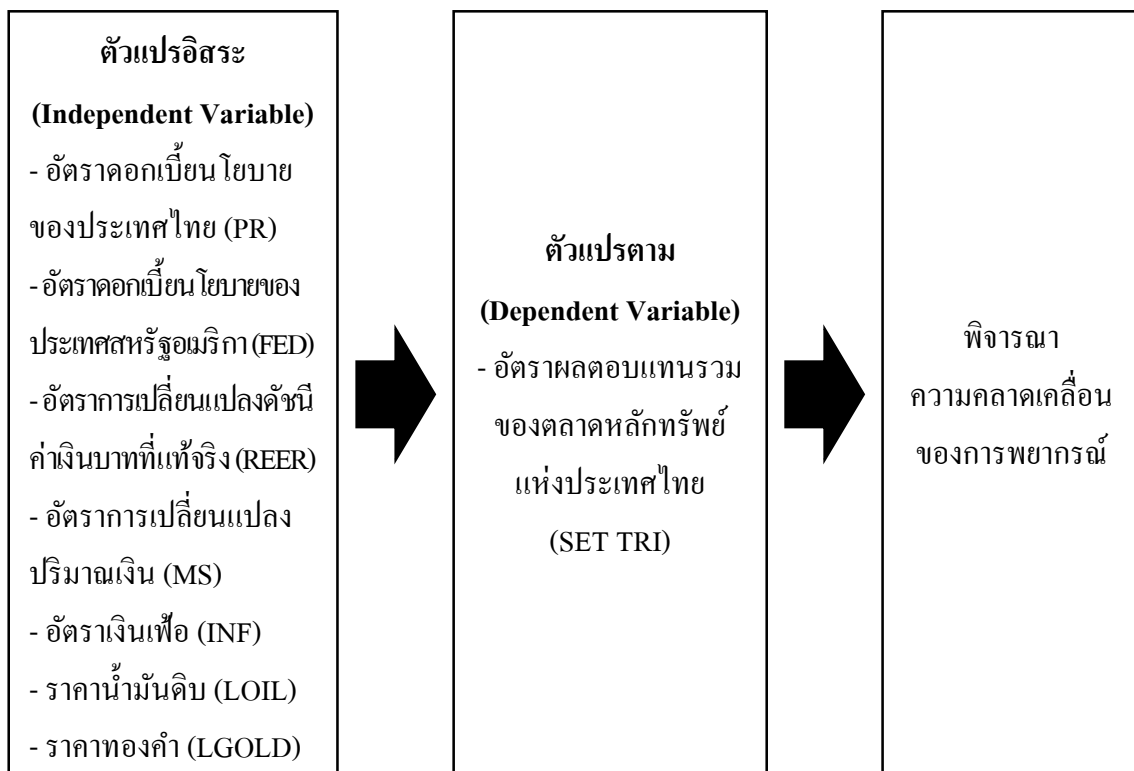 ตัวแปรอิสระ
(Independent Variable)
- อัตราดอกเบี้ยนโยบาย
ของประเทศไทย (PR)
- อัตราดอกเบี้ยนโยบายของ
ประเทศสหรัฐอเมริกา (FED)
- อัตราการเปลี่ยนแปลงดัชนี
ค่าเงินบาทที่แท้จริง (REER)
- อัตราการเปลี่ยนแปลง
ปริมาณเงิน (MS)
- อัตราเงินเฟ้อ (INF)
- ราคาน้ำมันดิบ (LOIL)
- ราคาทองคำ (LGOLD)
ตัวแปรตาม
(Dependent Variable)
- อัตราผลตอบแทนรวม
ของตลาดหลักทรัพย์
แห่งประเทศไทย
(SET TRI)
พิจารณา
ความคลาดเคลื่อน
ของการพยากรณ์